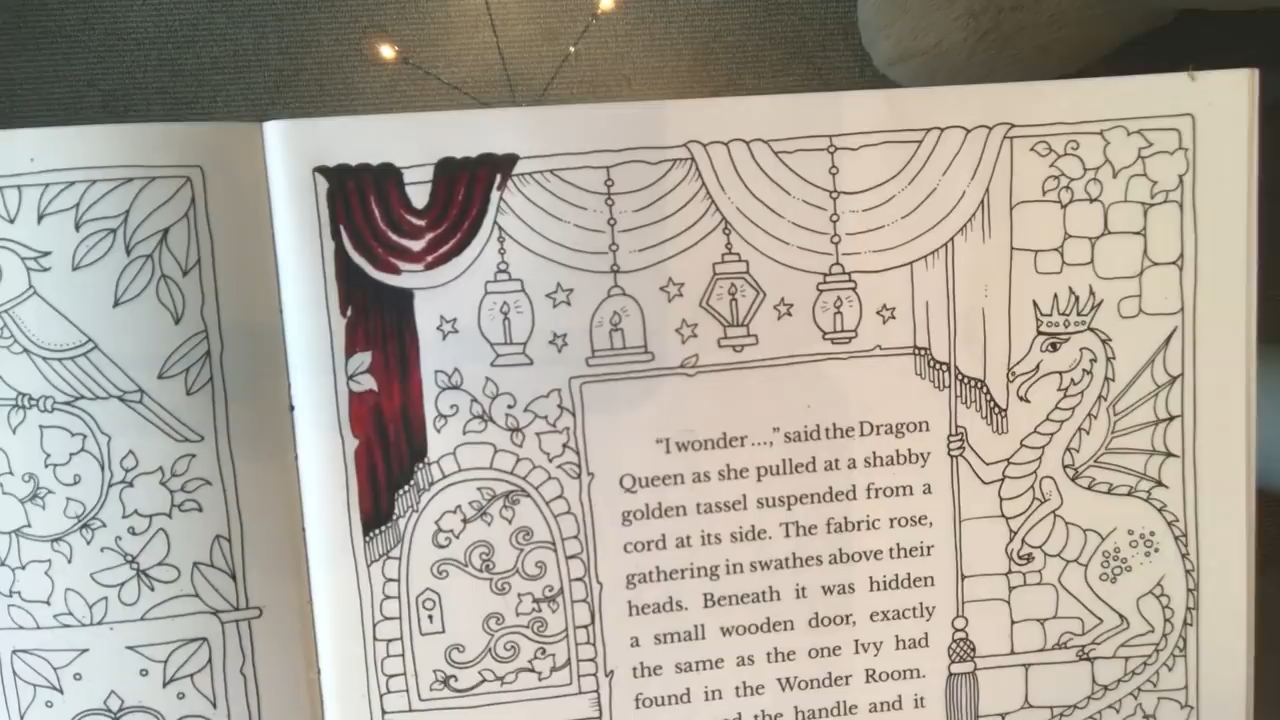 “I wonder…,” said the Dragon
Queen as she pulled at a shabby
golden tassel suspended from a
cord at its side. The fabric rose,
gathering in swathes above their
heads. Beneath it was hidden
a small wooden door, exactly
the same as the one Ivy had
found in the Wonder Room.
the handle and it